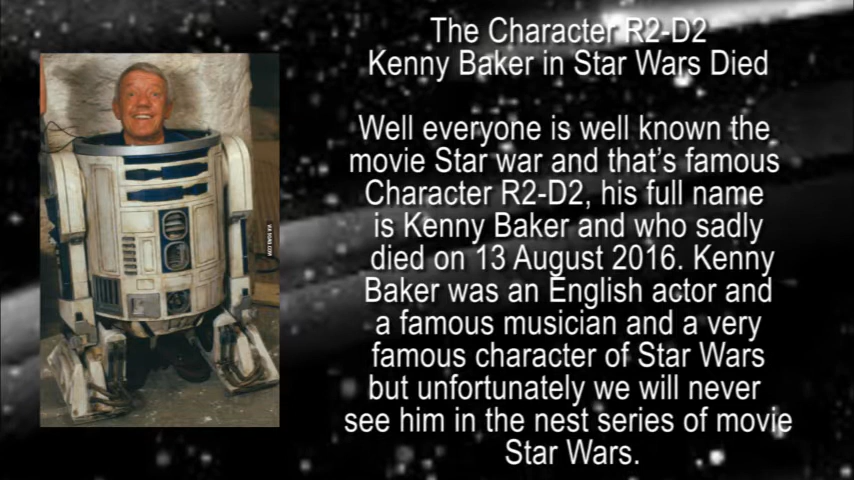 The Character R2-D2
Kenny Baker in Star Wars Died
Well everyone is well known the
movie Star war and that's famous
Character R2-D2, his full name
is Kenny Baker and who sadly
died on 13 August 2016. Kenny
Baker was an English actor and
a famous musician and a very
famous character of Star Wars
but unfortunately we will never
see him in the nest series of movie
Star Wars.
VIA 9GAG.COM